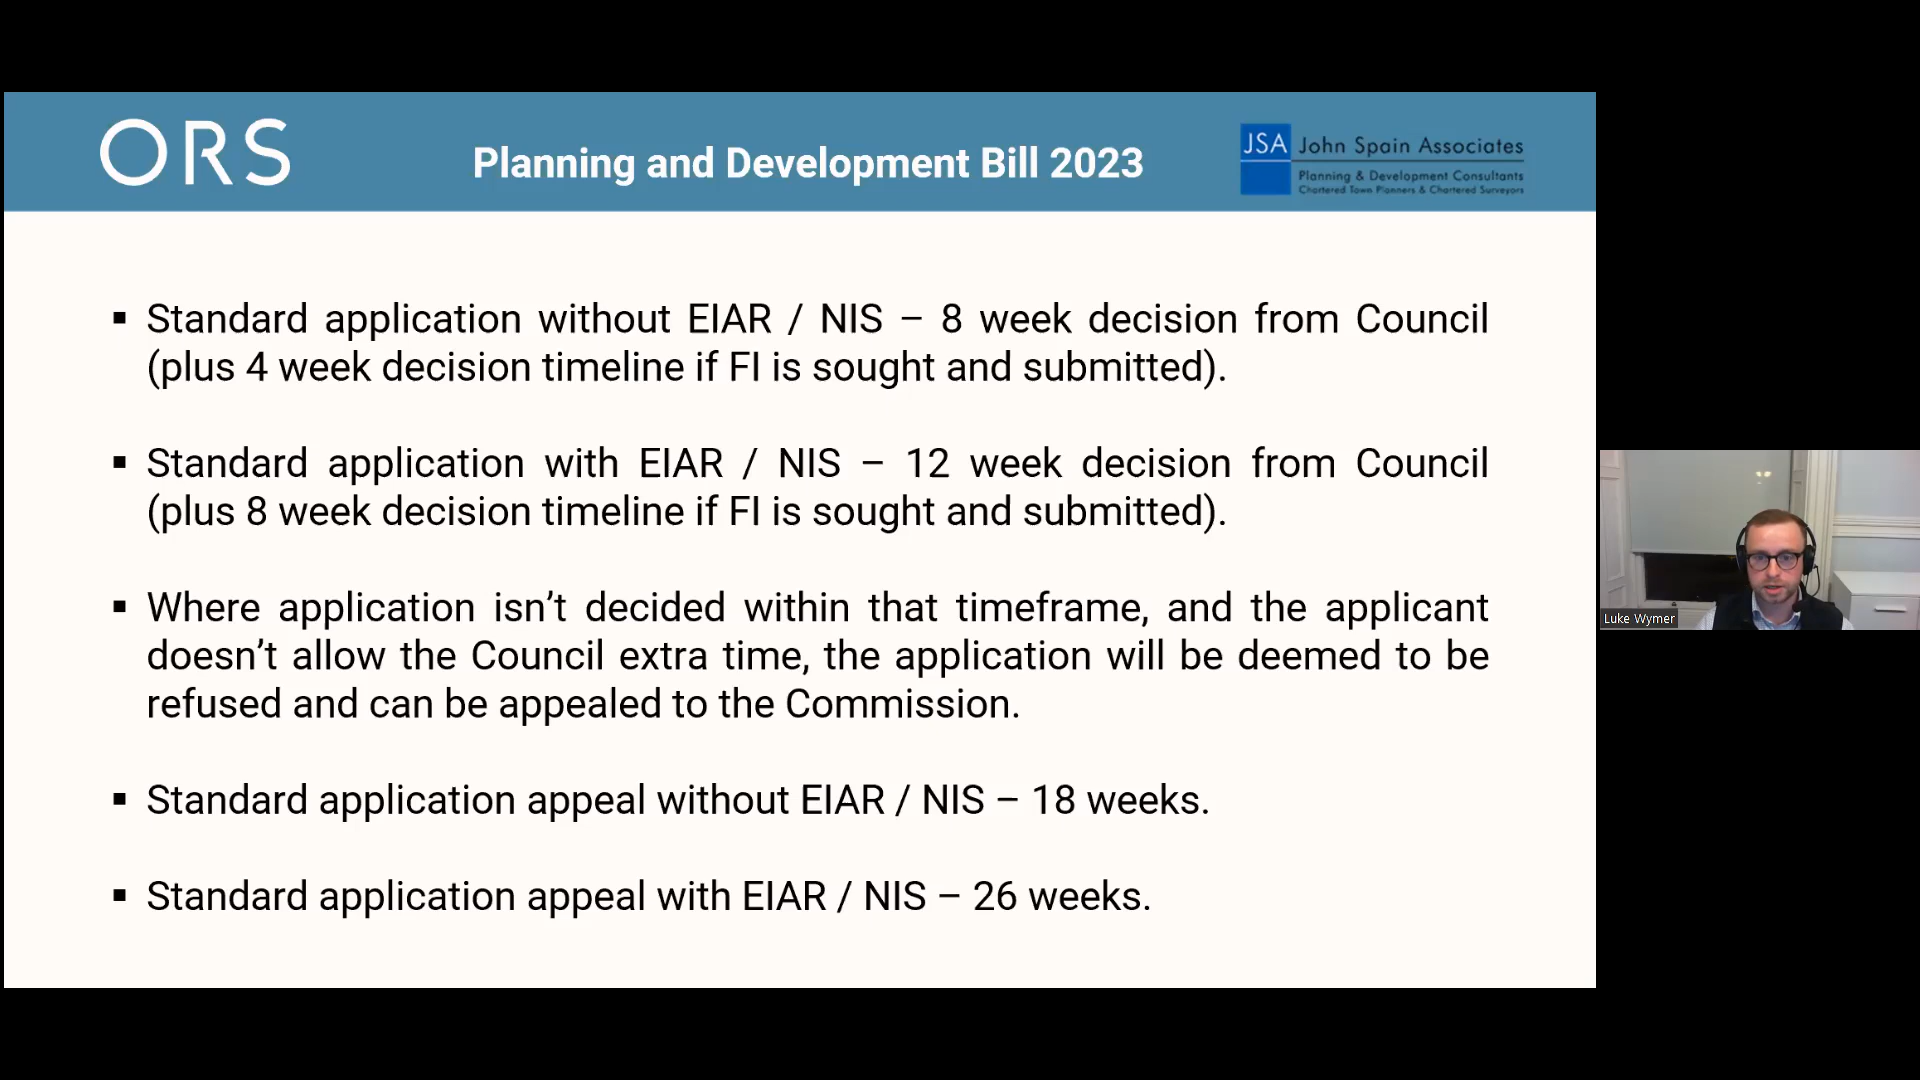 ORS
Planning and Development Bill 2023
JSA John Spain Associates
Planning & Development Consultants
Chartered Town Planners & Chartered Surveyors
▪ Standard application without EIAR / NIS – 8 week decision from Council
(plus 4 week decision timeline if FI is sought and submitted).
▪ Standard application with EIAR / NIS – 12 week decision from Council
(plus 8 week decision timeline if FI is sought and submitted).
▪ Where application isn’t decided within that timeframe, and the applicant
doesn’t allow the Council extra time, the application will be deemed to be
refused and can be appealed to the Commission.
▪ Standard application appeal without EIAR / NIS – 18 weeks.
▪ Standard application appeal with EIAR / NIS – 26 weeks.
Luke Wymer